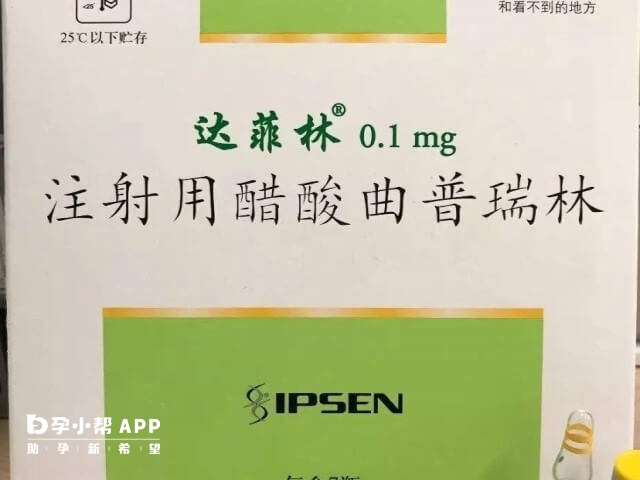 <25°
和看不到的地方
25℃以下贮存
达菲林® 0.1 mg
注射用醋酸曲普瑞林
IPSEN
孕小帮 APP
助·孕·新·希·望